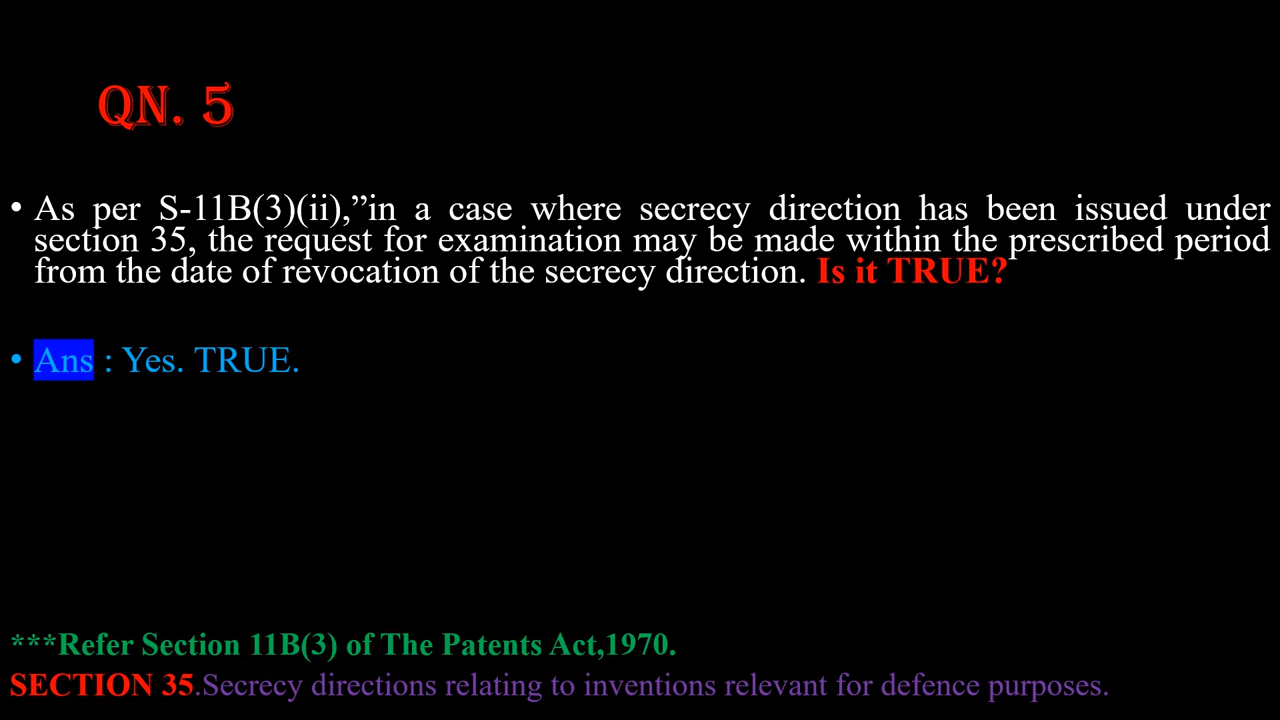 QN. 5
• As per S-11B(3)(ii),”in a case where secrecy direction has been issued under
section 35, the request for examination may be made within the prescribed period
from the date of revocation of the secrecy direction. Is it TRUE?
• Ans : Yes. TRUE.
***Refer Section 11B(3) of The Patents Act,1970.
SECTION 35.Secrecy directions relating to inventions relevant for defence purposes.